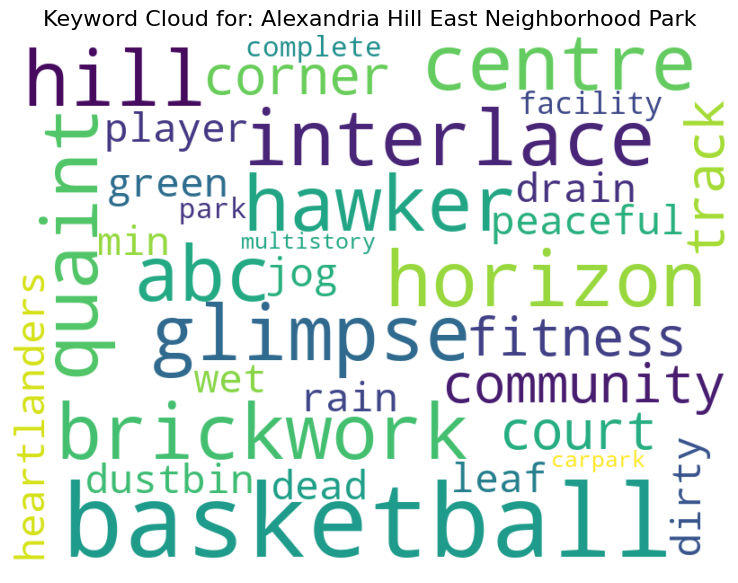 Keyword Cloud for: Alexandria Hill East Neighborhood Park
complete
hill
corner
centre
facility
player
interlace
track
quaint
green
park
hawker
drain
peaceful
min
multistory
abc
jog
horizon
heartlanders
glimpse
fitness
wet
rain
community
brickwork
court
carpark
dirty
dustbin
dead
leaf
basketball